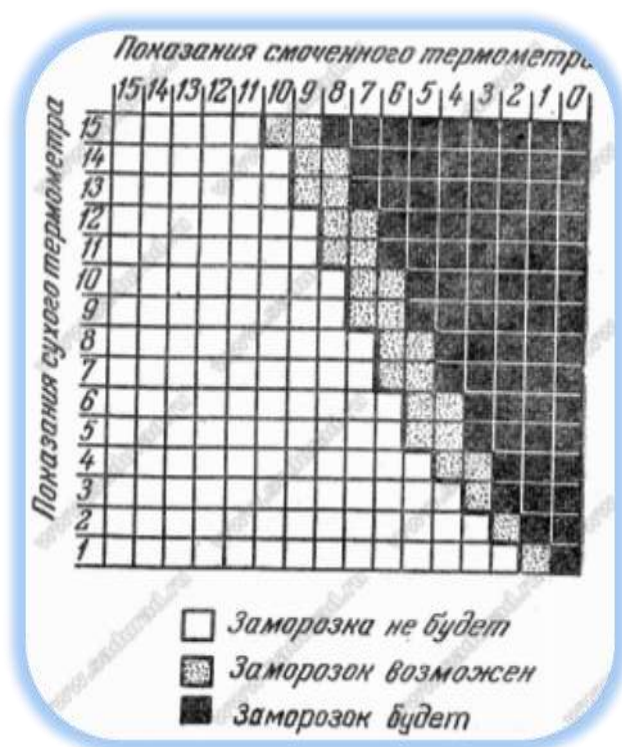 Показания смоченного термометра
15 14 13 12 11 10 9 8 7 6 5 4 3 2 1 0
Показания сухого термометра
15
14
13
12
11
10
9
8
7
6
5
4
3
2
1
Заморозка не будет
Заморозок возможен
Заморозок будет